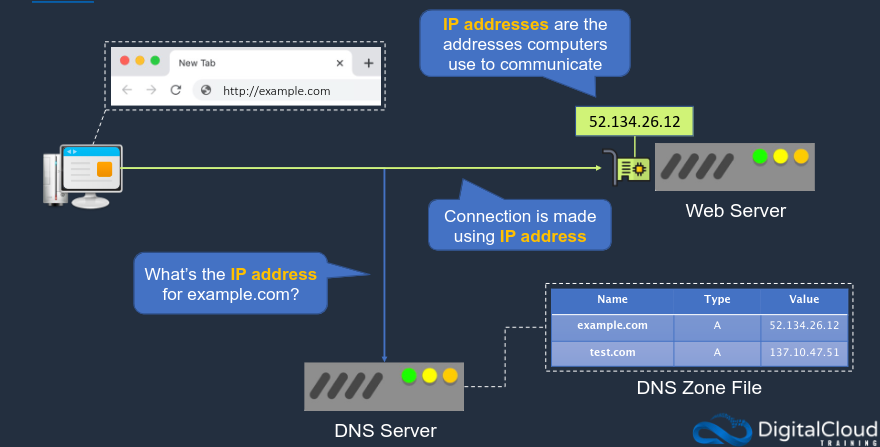 IP addresses are the
addresses computers
use to communicate
New Tab
http://example.com
52.134.26.12
Web Server
Connection is made
using IP address
What's the IP address
for example.com?
Name Type Value
example.com A 52.134.26.12
test.com A 137.10.47.51
DNS Zone File
DNS Server
DigitalCloud
TRAINING